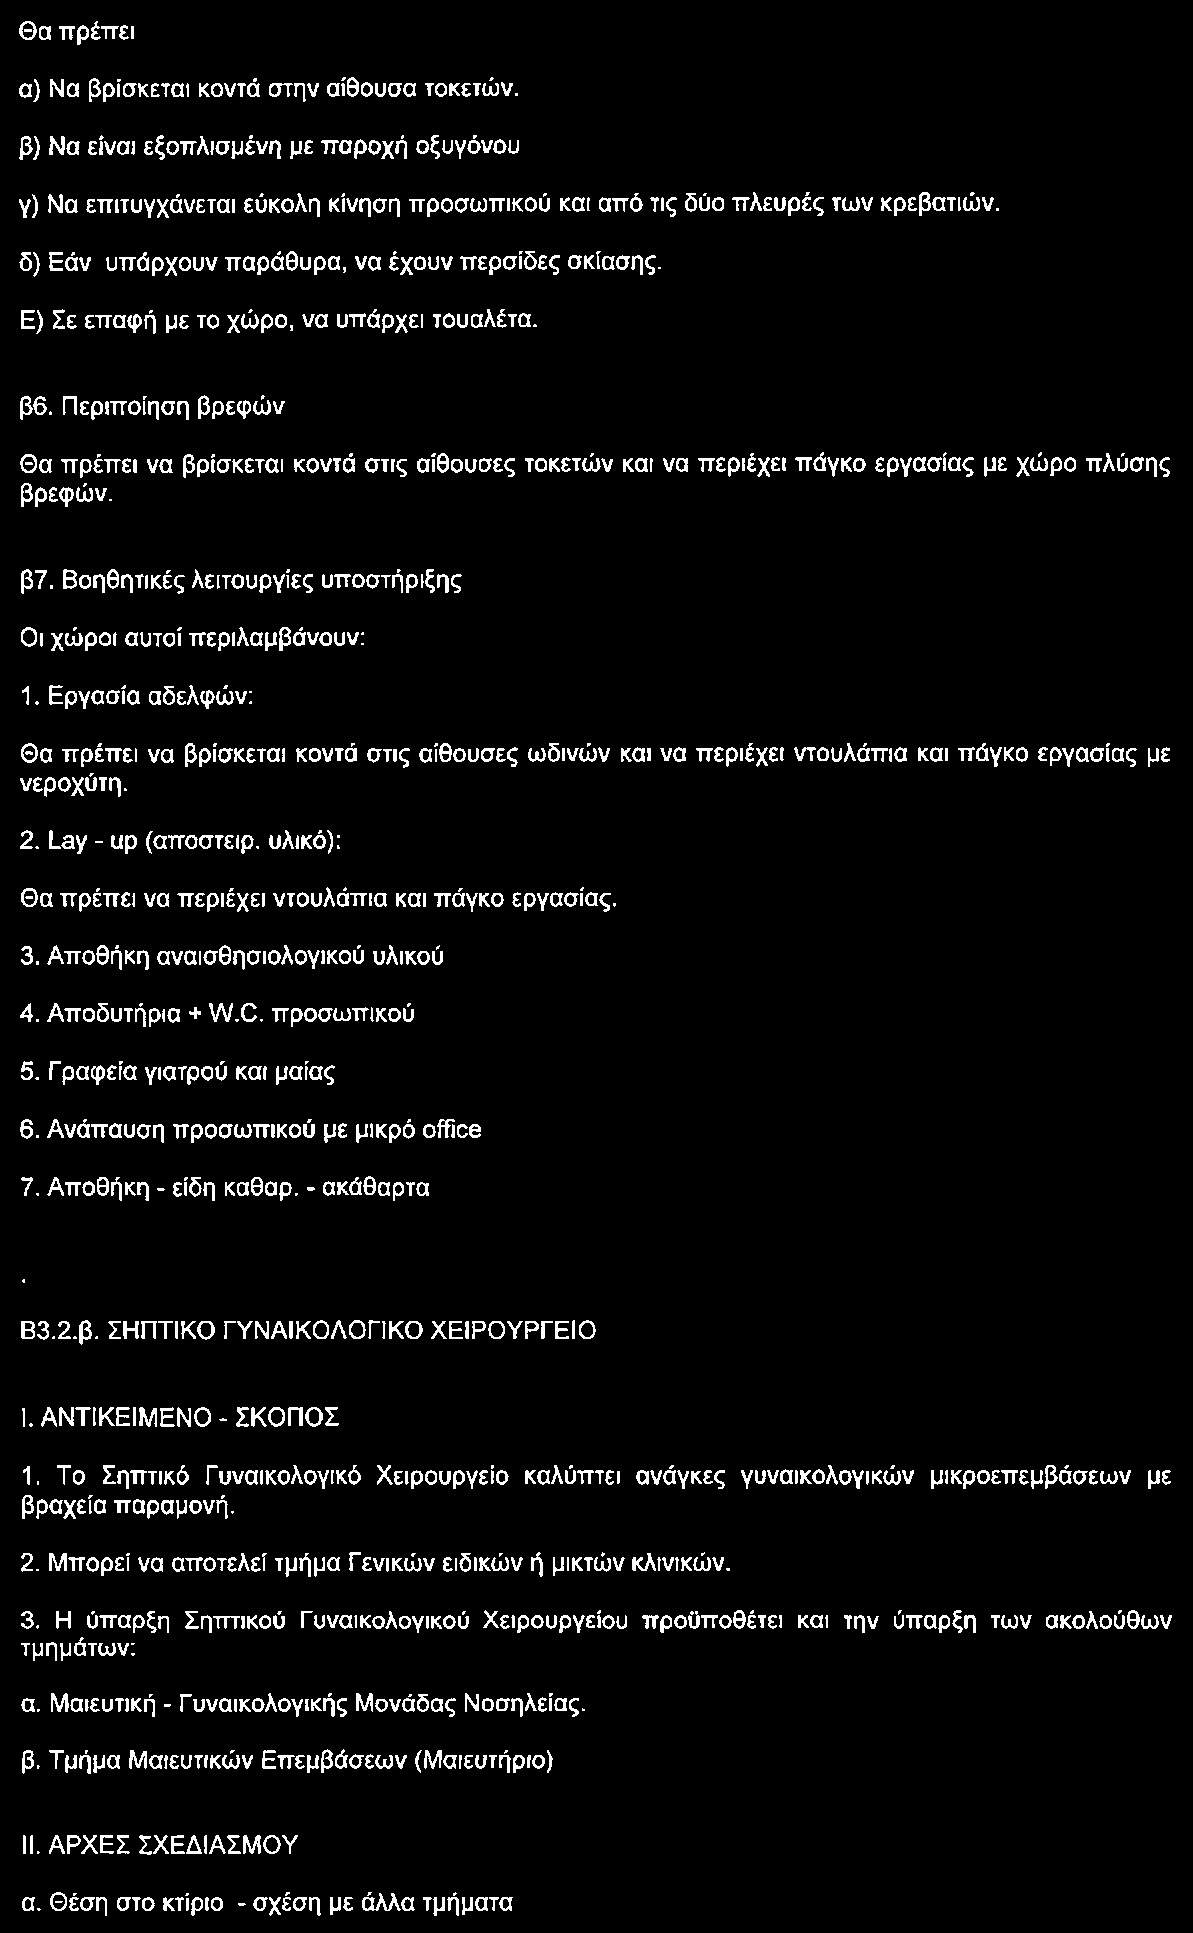 Θα πρέπει
α) Να βρίσκεται κοντά στην αίθουσα τοκετών.
β) Να είναι εξοπλισμένη με παροχή οξυγόνου
γ) Να επιτυγχάνεται εύκολη κίνηση προσωπικού και από τις δύο πλευρές των κρεβατιών.
δ) Εάν υπάρχουν παράθυρα, να έχουν περσίδες σκίασης.
Ε) Σε επαφή με το χώρο, να υπάρχει τουαλέτα.
β6. Περιποίηση βρεφών
Θα πρέπει να βρίσκεται κοντά στις αίθουσες τοκετών και να περιέχει πάγκο εργασίας με χώρο πλύσης
βρεφών.
β7. Βοηθητικές λειτουργίες υποστήριξης
Οι χώροι αυτοί περιλαμβάνουν:
1. Εργασία αδελφών:
Θα πρέπει να βρίσκεται κοντά στις αίθουσες ωδινών και να περιέχει ντουλάπια και πάγκο εργασίας με
νεροχύτη.
2. Lay - up (αποστειρ. υλικό):
Θα πρέπει να περιέχει ντουλάπια και πάγκο εργασίας.
3. Αποθήκη αναισθησιολογικού υλικού
4. Αποδυτήρια + W.C. προσωπικού
5. Γραφεία γιατρού και μαίας
6. Ανάπαυση προσωπικού με μικρό office
7. Αποθήκη - είδη καθαρ. - ακάθαρτα
.
Β3.2.β. ΣΗΠΤΙΚΟ ΓΥΝΑΙΚΟΛΟΓΙΚΟ ΧΕΙΡΟΥΡΓΕΙΟ
Ι. ΑΝΤΙΚΕΙΜΕΝΟ - ΣΚΟΠΟΣ
1. Το Σηπτικό Γυναικολογικό Χειρουργείο καλύπτει ανάγκες γυναικολογικών μικροεπεμβάσεων με
βραχεία παραμονή.
2. Μπορεί να αποτελεί τμήμα Γενικών ειδικών ή μικτών κλινικών.
3. Η ύπαρξη Σηπτικού Γυναικολογικού Χειρουργείου προϋποθέτει και την ύπαρξη των ακολούθων
τμημάτων:
α. Μαιευτική - Γυναικολογικής Μονάδας Νοσηλείας.
β. Τμήμα Μαιευτικών Επεμβάσεων (Μαιευτήριο)
ΙΙ. ΑΡΧΕΣ ΣΧΕΔΙΑΣΜΟΥ
α. Θέση στο κτίριο - σχέση με άλλα τμήματα